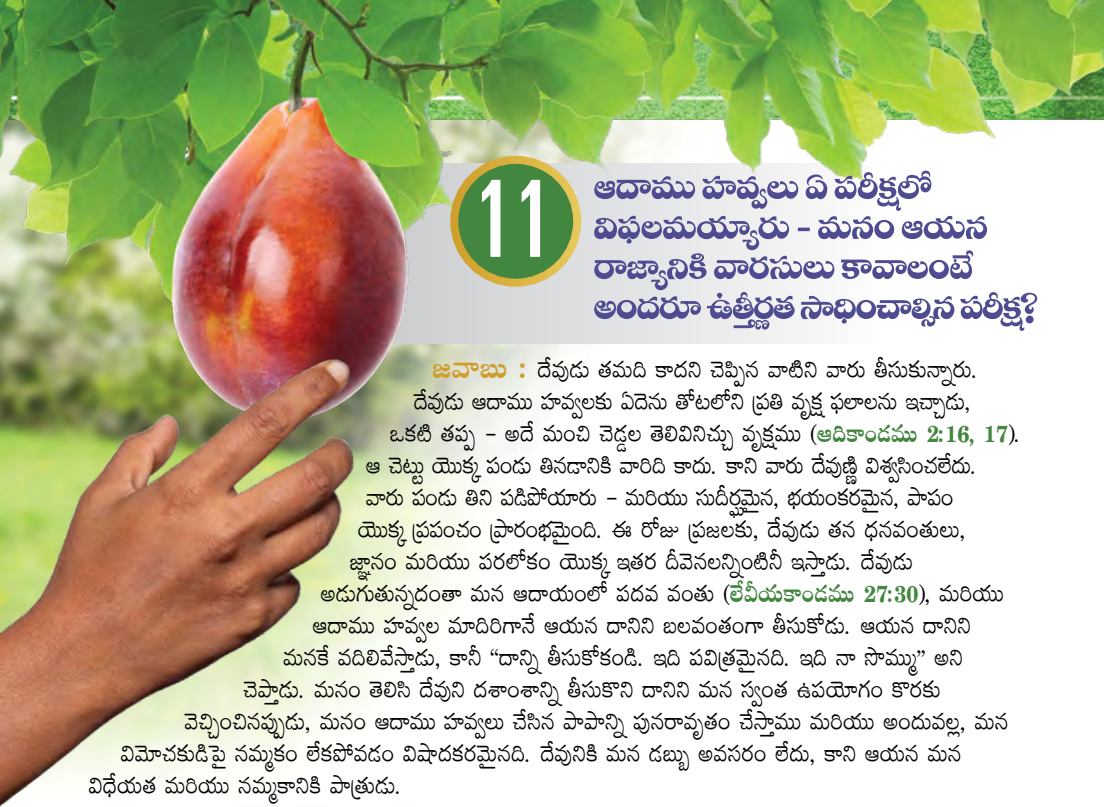 11
ఆదాము హవ్వలు ఏ పరీక్షలో
విఫలమయ్యారు - మనం ఆయన
రాజ్యానికి వారసులు కావాలంటే
అందరూ ఉత్తీర్ణత సాధించాల్సిన పరీక్ష?
జవాబు : దేవుడు తమది కాదని చెప్పిన వాటిని వారు తీసుకున్నారు.
దేవుడు ఆదాము హవ్వలకు ఏదెను తోటలోని ప్రతి వృక్ష ఫలాలను ఇచ్చాడు,
ఒకటి తప్ప - అదే మంచి చెడ్డల తెలివినిచ్చు వృక్షము (ఆదికాండము 2:16, 17).
ఆ చెట్టు యొక్క పండు తినడానికి వారిది కాదు. కాని వారు దేవుణ్ణి విశ్వసించలేదు.
వారు పండు తిని పడిపోయారు - మరియు సుదీర్ఘమైన, భయంకరమైన, పాపం
యొక్క ప్రపంచం ప్రారంభమైంది. ఈ రోజు ప్రజలకు, దేవుడు తన ధనవంతులు,
జ్ఞానం మరియు పరలోకం యొక్క ఇతర దీవెనలన్నింటినీ ఇస్తాడు. దేవుడు
అడుగుతున్నదంతా మన ఆదాయంలో పదవ వంతు (లేవీయకాండము 27:30), మరియు
ఆదాము హవ్వల మాదిరిగానే ఆయన దానిని బలవంతంగా తీసుకోడు. ఆయన దానిని
మనకే వదిలివేస్తాడు, కానీ “దాన్ని తీసుకోకండి. ఇది పవిత్రమైనది. ఇది నా సొమ్ము” అని
చెప్తాడు. మనం తెలిసి దేవుని దశాంశాన్ని తీసుకొని దానిని మన స్వంత ఉపయోగం కొరకు
వెచ్చించినప్పుడు, మనం ఆదాము హవ్వలు చేసిన పాపాన్ని పునరావృతం చేస్తాము మరియు అందువల్ల, మన
విమోచకుడిపై నమ్మకం లేకపోవడం విషాదకరమైనది. దేవునికి మన డబ్బు అవసరం లేదు, కాని ఆయన మన
విధేయత మరియు నమ్మకానికి పాత్రుడు.